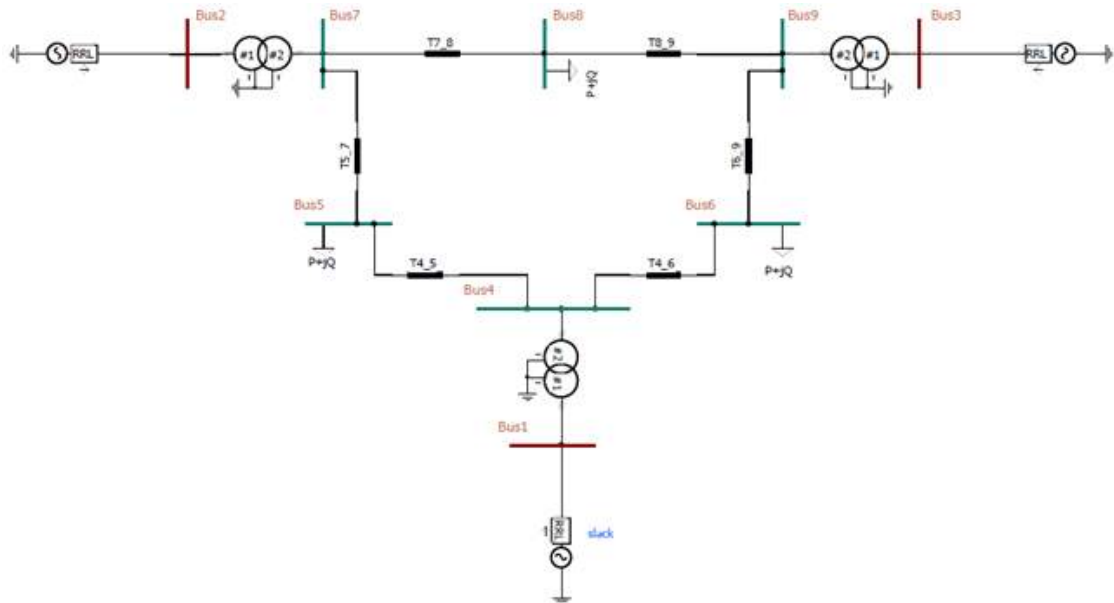 Bus2
Bus7
Bus8
Bus9
Bus3
RRL
#1
#2
T7_8
T8_9
#2
#1
RRL
P+jQ
T5_7
T6_9
Bus5
Bus6
P+jQ
T4_5
T4_6
P+jQ
Bus4
#2
#1
Bus1
RRL
slack